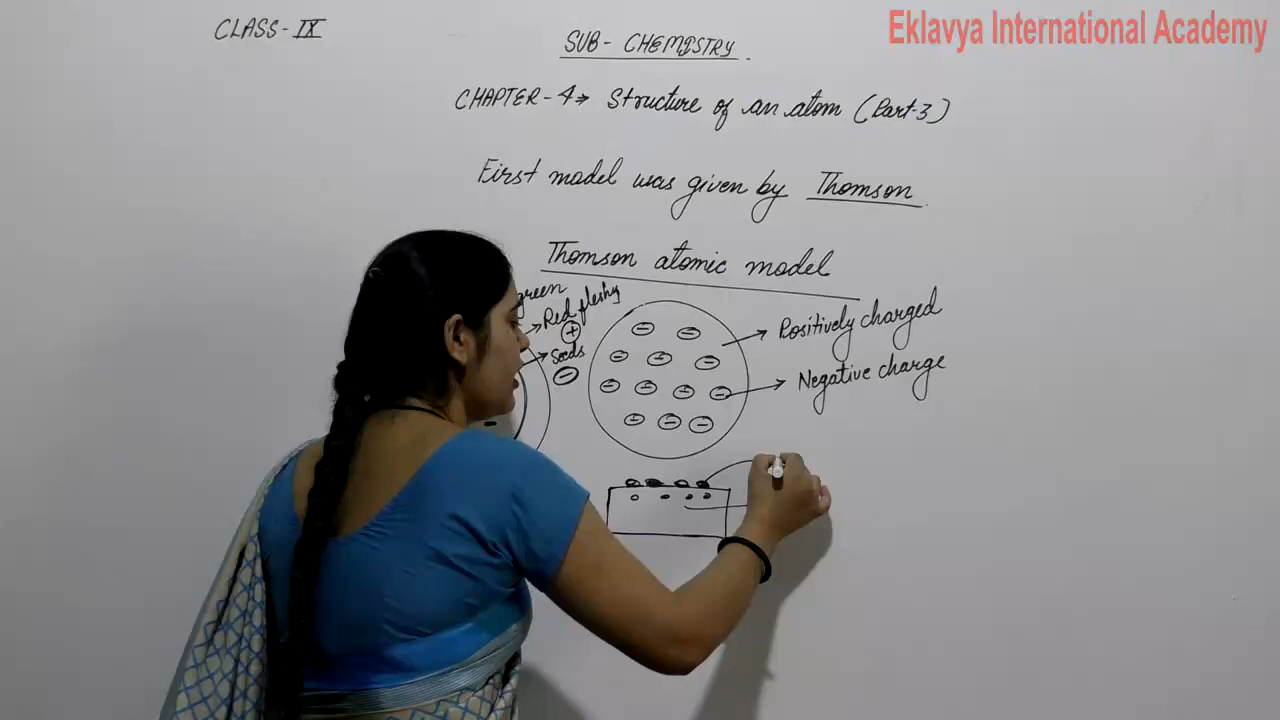 CLASS-IX
Eklavya International Academy
SUB- CHEMISTRY.
CHAPTER-4→ Structure of an atom (Part-3)
First model was given by Thomson.
Thomson atomic model
green
Red fleshy
+
Seeds
-
Positively charged
Negative charge